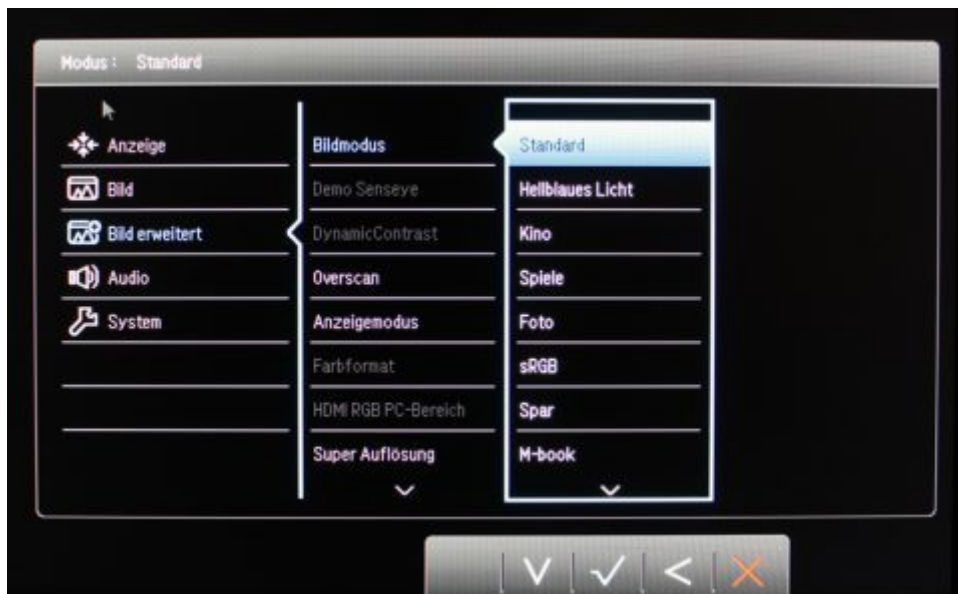 Modus: Standard
Anzeige
Bild
Bild erweitert
Audio
System
Bildmodus
Demo Senseye
DynamicContrast
Overscan
Anzeigemodus
Farbformat
HDMI RGB PC-Bereich
Super Auflösung
Standard
Hellblaues Licht
Kino
Spiele
Foto
sRGB
Spar
M-book